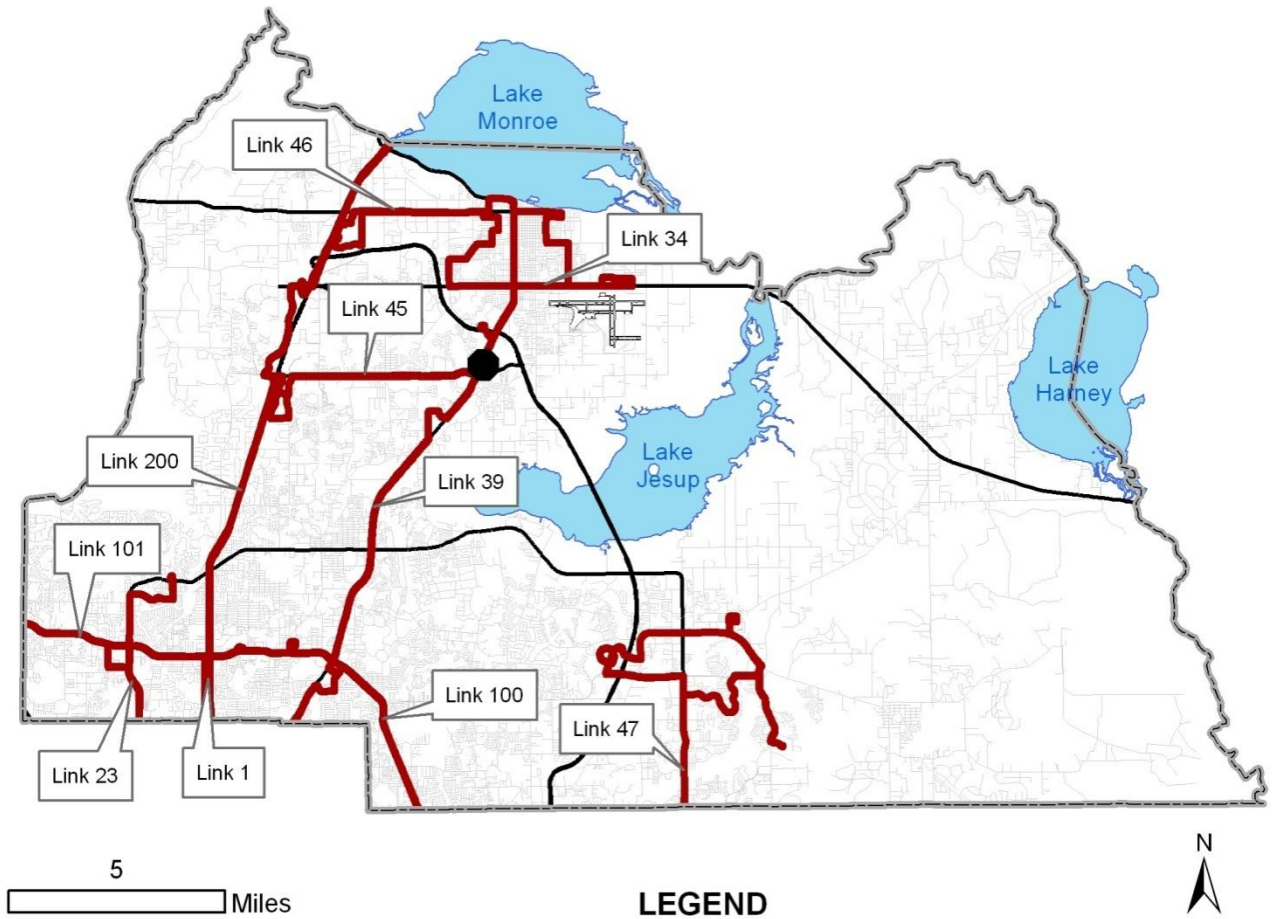 Lake
Monroe
Link 46
Link 34
Link 45
Lake
Harney
Link 200
Link 39
Lake
Jesup
Link 101
Link 100
Link 47
Link 23
Link 1
N
5
Miles
LEGEND